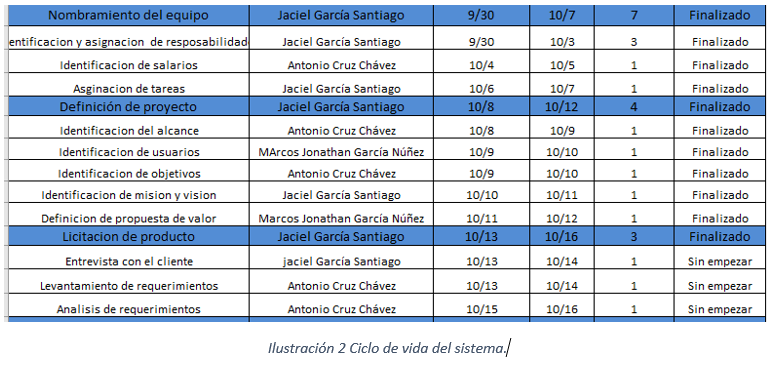 Nombramiento del equipo Jaciel García Santiago 9/30 10/7 7 Finalizado
entificacion y asignacion de resposabilidade Jaciel García Santiago 9/30 10/3 3 Finalizado
Identificacion de salarios Antonio Cruz Chávez 10/4 10/5 1 Finalizado
Asginacion de tareas Jaciel García Santiago 10/6 10/7 1 Finalizado
Definición de proyecto Jaciel García Santiago 10/8 10/12 4 Finalizado
Identificacion del alcance Antonio Cruz Chávez 10/8 10/9 1 Finalizado
Identificacion de usuarios MArcos Jonathan García Núñez 10/9 10/10 1 Finalizado
Identificacion de objetivos Antonio Cruz Chávez 10/9 10/10 1 Finalizado
Identificacion de mision y vision Jaciel García Santiago 10/10 10/11 1 Finalizado
Definicion de propuesta de valor Marcos Jonathan García Núñez 10/11 10/12 1 Finalizado
Licitacion de producto Jaciel García Santiago 10/13 10/16 3 Finalizado
Entrevista con el cliente jaciel García Santiago 10/13 10/14 1 Sin empezar
Levantamiento de requerimientos Antonio Cruz Chávez 10/13 10/14 1 Sin empezar
Analisis de requerimientos Antonio Cruz Chávez 10/15 10/16 1 Sin empezar
Ilustración 2 Ciclo de vida del sistema.